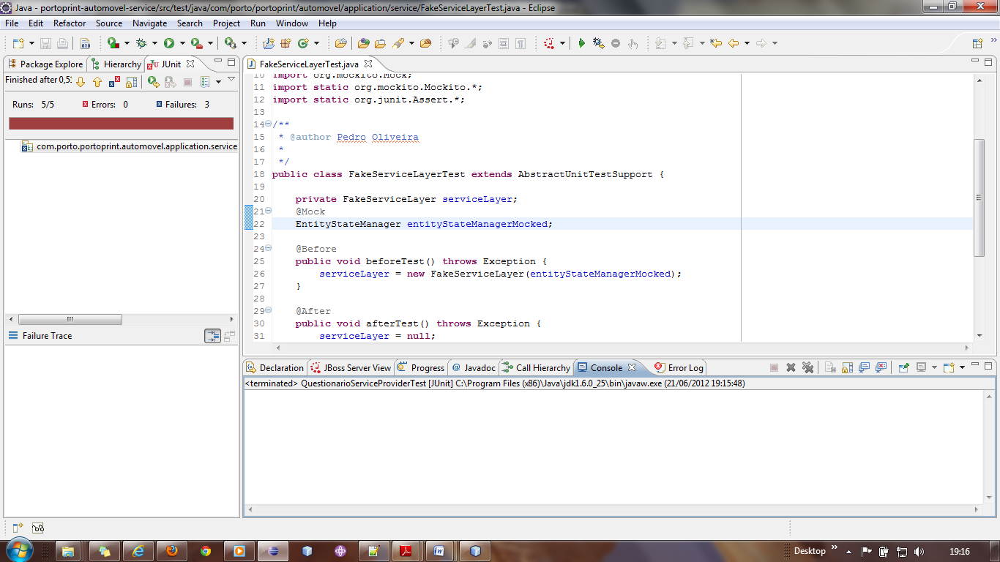 Java - portoprint-automovel-service/src/test/java/com/porto/portoprint/automovel/application/service/FakeServiceLayerTest.java - Eclipse
File Edit Refactor Source Navigate Search Project Run Window Help
Package Explorer Hierarchy JUnit
Finished after 0,5
Runs: 5/5 Errors: 0 Failures: 3
com.porto.portoprint.automovel.application.service
Failure Trace
FakeServiceLayerTest.java
10 import org.mockito.Mock;
11 import static org.mockito.Mockito.*;
12 import static org.junit.Assert.*;
13
14 /**
15 * @author Pedro Oliveira
16 *
17 */
18 public class FakeServiceLayerTest extends AbstractUnitTestSupport {
19
20 private FakeServiceLayer serviceLayer;
21 @Mock
22 EntityStateManager entityStateManagerMocked;
23
24 @Before
25 public void beforeTest() throws Exception {
26 serviceLayer = new FakeServiceLayer(entityStateManagerMocked);
27 }
28
29 @After
30 public void afterTest() throws Exception {
31 serviceLayer = null;
Declaration JBoss Server View Progress @ Javadoc Call Hierarchy Console Error Log
<terminated> QuestionarioServiceProviderTest [JUnit] C:\Program Files (x86)\Java\jdk1.6.0_25\bin\javaw.exe (21/06/2012 19:15:48)
Desktop 19:16